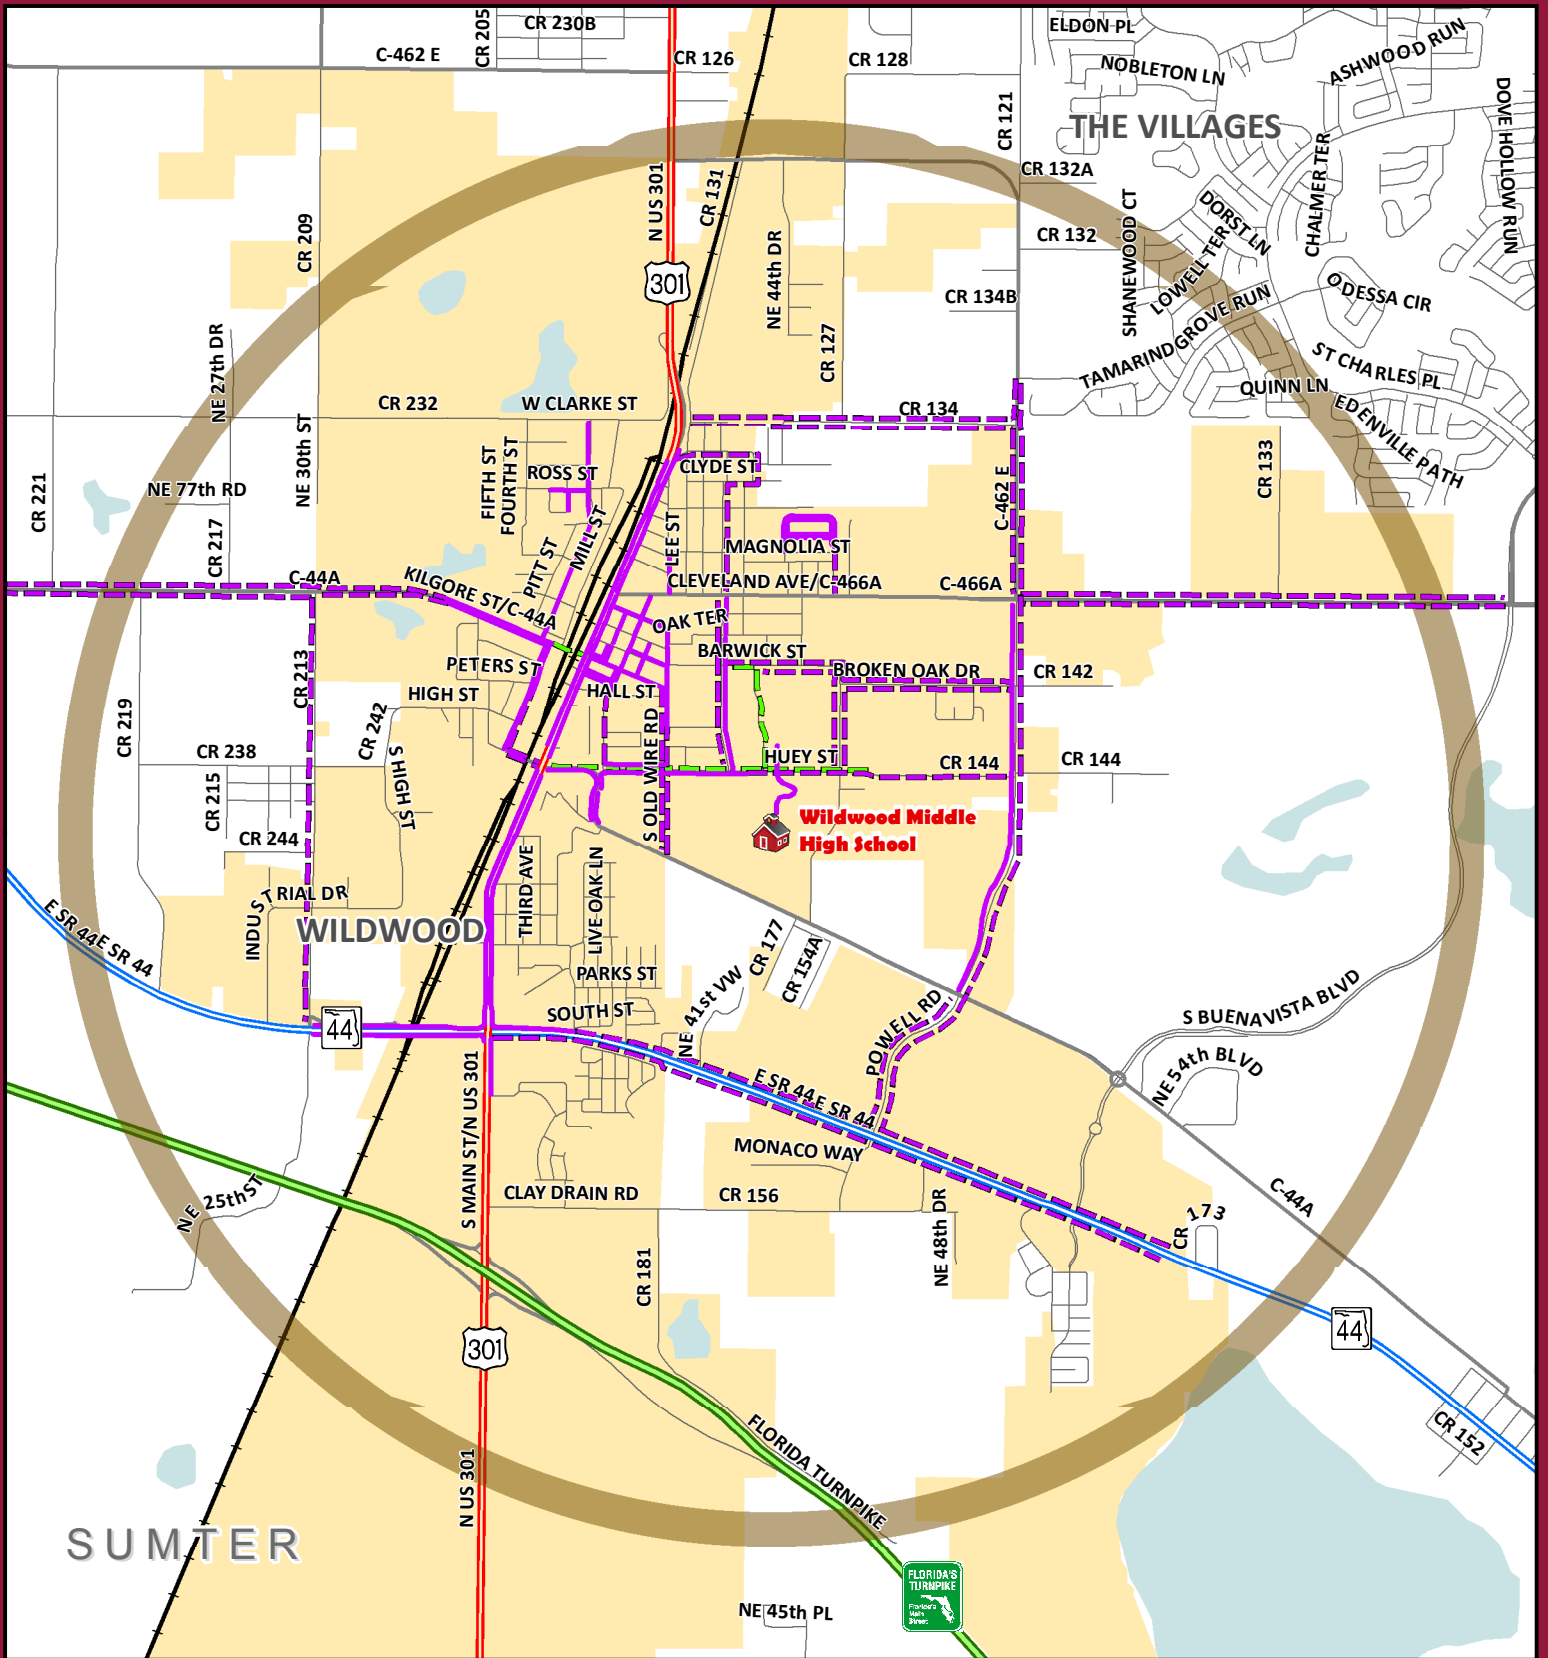 CR 230B
CR 205
C-462 E
CR 126
CR 128
ELDON PL
NOBLETON LN
ASHWOOD RUN
DOVE HOLLOW RUN
CR 121
THE VILLAGES
CR 132A
CHALMER TER
SHANEWOOD CT
DORST LN
LOWELL TER
N US 301
CR 131
CR 209
CR 132
301
NE 44th DR
CR 134B
ODESSA CIR
TAMARIND GROVE RUN
CR 127
NE 27th DR
ST CHARLES PL
QUINN LN
EDENVILLE PATH
CR 232
W CLARKE ST
CR 134
NE 30th ST
FIFTH ST
FOURTH ST
ROSS ST
CLYDE ST
CR 133
CR 221
NE 77th RD
C-462 E
CR 217
PITT ST
MILL ST
LEE ST
MAGNOLIA ST
C-44A
KILGORE ST/C-44A
CLEVELAND AVE/C-466A
C-466A
OAK TER
BARWICK ST
PETERS ST
BROKEN OAK DR
CR 142
CR 213
HIGH ST
HALL ST
CR 219
CR 242
S HIGH ST
CR 238
S OLD WIRE RD
HUEY ST
CR 144
CR 144
CR 215
Wildwood Middle
High School
CR 244
THIRD AVE
LIVE OAK LN
INDUSTRIAL DR
WILDWOOD
E SR 44E SR 44
CR 177
CR 154A
PARKS ST
NE 41st VW
SOUTH ST
POWELL RD
S BUENA VISTA BLVD
44
NE 54th BLVD
S MAIN ST/N US 301
E SR 44E SR 44
MONACO WAY
NE 25th ST
CLAY DRAIN RD
CR 156
NE 48th DR
CR 173
C-44A
CR 181
44
301
FLORIDA TURNPIKE
CR 152
N US 301
SUMTER
FLORIDA'S
TURNPIKE
Florida's
Main
Street
NE 45th PL